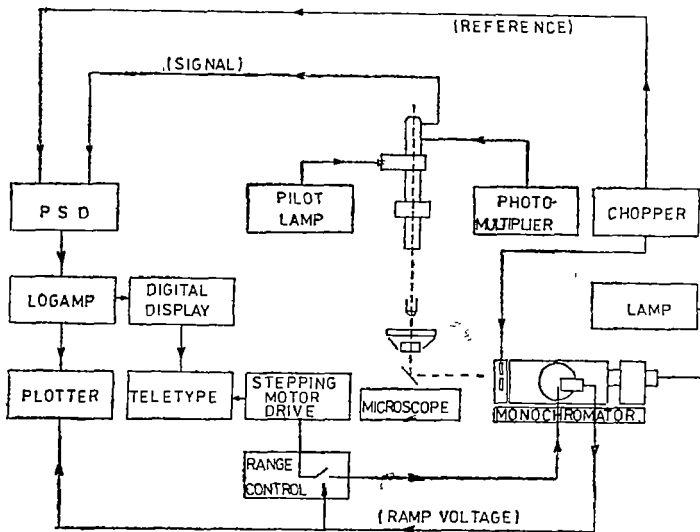 (REFERENCE)
(SIGNAL)
PSD
PILOT
LAMP
PHOTO-
MULTIPLIER
CHOPPER
LOGAMP
DIGITAL
DISPLAY
LAMP
PLOTTER
TELETYPE
STEPPING
MOTOR
DRIVE
MICROSCOPE
MONOCHROMATOR.
RANGE
CONTROL
(RAMP VOLTAGE)